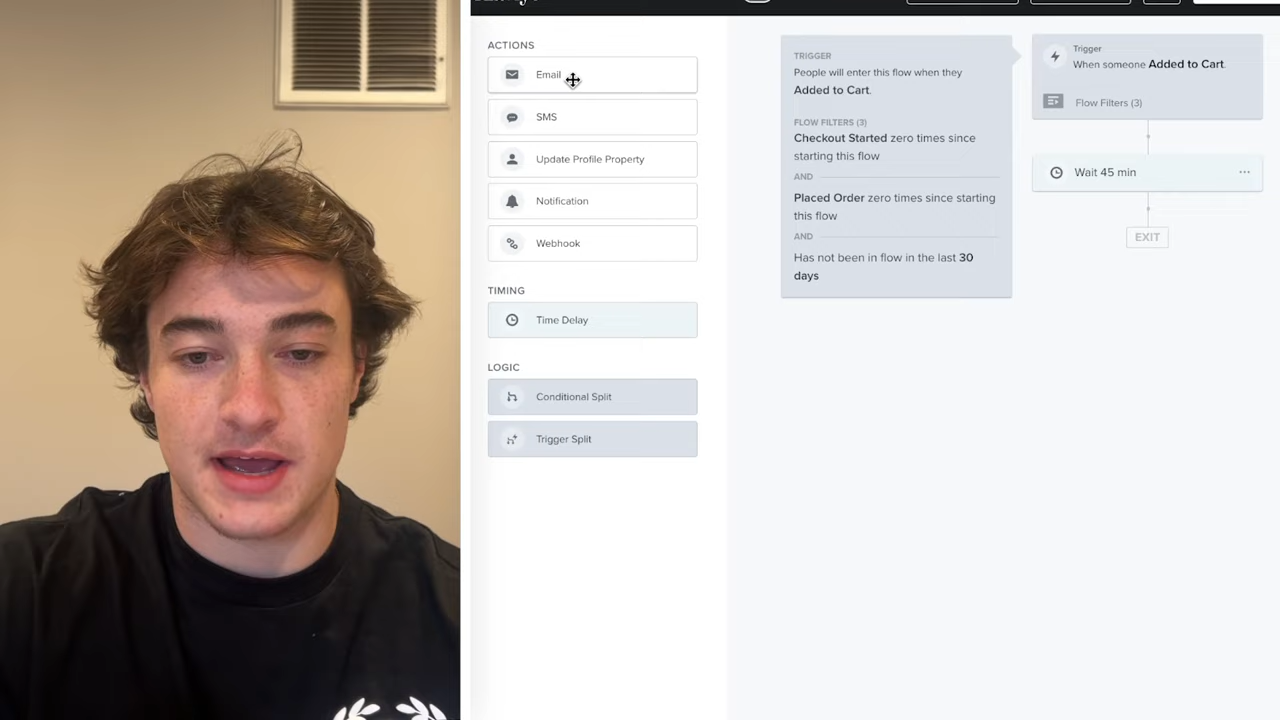 ACTIONS
Email
SMS
Update Profile Property
Notification
Webhook
TIMING
Time Delay
LOGIC
Conditional Split
Trigger Split
TRIGGER
People will enter this flow when they
Added to Cart.
FLOW FILTERS (3)
Checkout Started zero times since
starting this flow
AND
Placed Order zero times since starting
this flow
AND
Has not been in flow in the last 30
days
Trigger
When someone Added to Cart.
Flow Filters (3)
Wait 45 min
EXIT